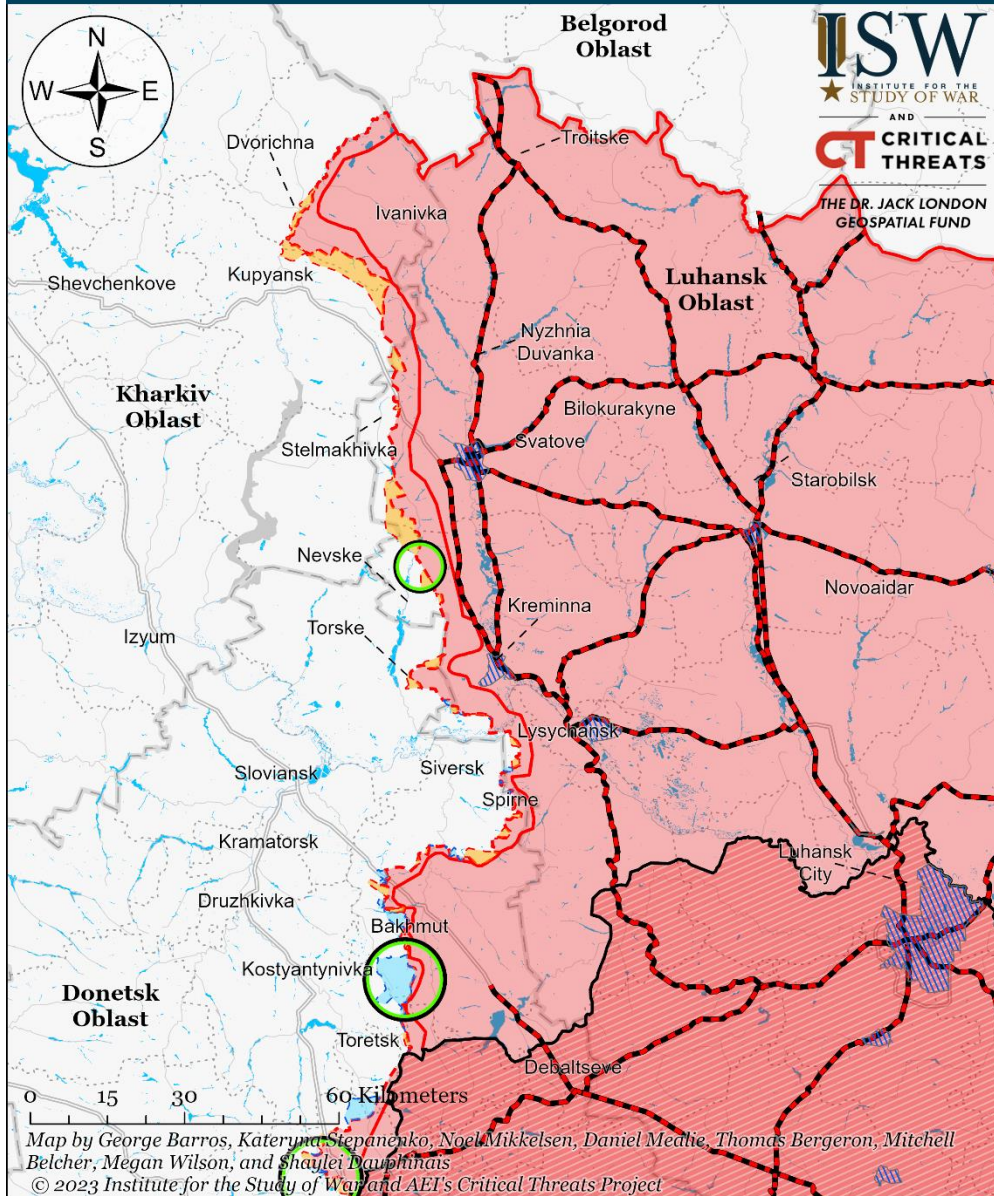 Belgorod
Oblast
ISW
INSTITUTE FOR THE
STUDY OF WAR
AND
CT CRITICAL
THREATS
THE DR. JACK LONDON
GEOSPATIAL FUND
N
W E
S
Dvorichna
Troitske
Ivanivka
Shevchenkove
Kupyansk
Luhansk
Oblast
Nyzhnia
Duvanka
Kharkiv
Oblast
Bilokurakyne
Stelmakhivka
Svatove
Starobilsk
Nevske
Novoaidar
Kreminna
Torske
Izyum
Lysychansk
Siversk
Sloviansk
Spirne
Kramatorsk
Luhansk
City
Druzhkivka
Bakhmut
Kostyantynivka
Donetsk
Oblast
Toretsk
Debaltseve
0 15 30 60 Kilometers
Map by George Barros, Kateryna Stepanenko, Noel Mikkelsen, Daniel Mealie, Thomas Bergeron, Mitchell
Belcher, Megan Wilson, and Shaylei Dauphinais
© 2023 Institute for the Study of War and AEI's Critical Threats Project